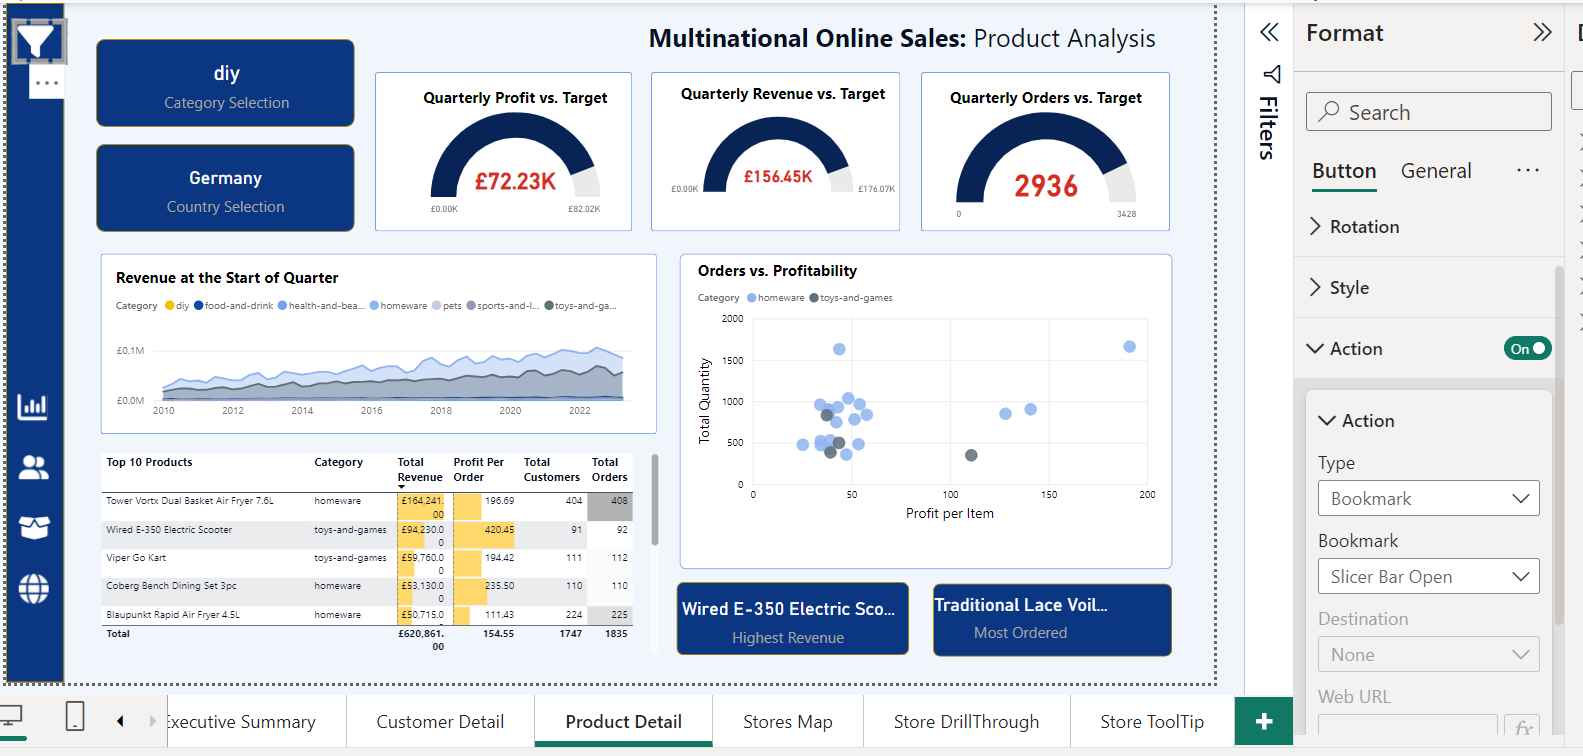 Multinational Online Sales: Product Analysis
diy
Category Selection
Germany
Country Selection
Quarterly Profit vs. Target
£72.23K
£0.00K
£82.02K
Quarterly Revenue vs. Target
£156.45K
£0.00K
£176.07K
Quarterly Orders vs. Target
2936
0
3428
Revenue at the Start of Quarter
Category diy food-and-drink health-and-bea... homeware pets sports-and-l... toys-and-ga...
£0.1M
£0.0M
2010 2012 2014 2016 2018 2020 2022
Orders vs. Profitability
Category homeware toys-and-games
Total Quantity
2000
1500
1000
500
0
0 50 100 150 200
Profit per Item
Top 10 Products Category Total Revenue Profit Per Order Total Customers Total Orders
Tower Vortx Dual Basket Air Fryer 7.6L homeware £164,241.00 196.69 404 408
Wired E-350 Electric Scooter toys-and-games £94,230.00 420.45 91 92
Viper Go Kart toys-and-games £59,760.00 194.42 111 112
Coberg Bench Dining Set 3pc homeware £53,130.00 235.50 110 110
Blaupunkt Rapid Air Fryer 4.5L homeware £50,715.0 111.43 224 225
Total £620,861.00 154.55 1747 1835
Wired E-350 Electric Sco...
Highest Revenue
Traditional Lace Voil...
Most Ordered
Executive Summary Customer Detail Product Detail Stores Map Store DrillThrough Store ToolTip
Filters
Format
Search
Button General
Rotation
Style
Action On
Action
Type
Bookmark
Bookmark
Slicer Bar Open
Destination
None
Web URL
fx